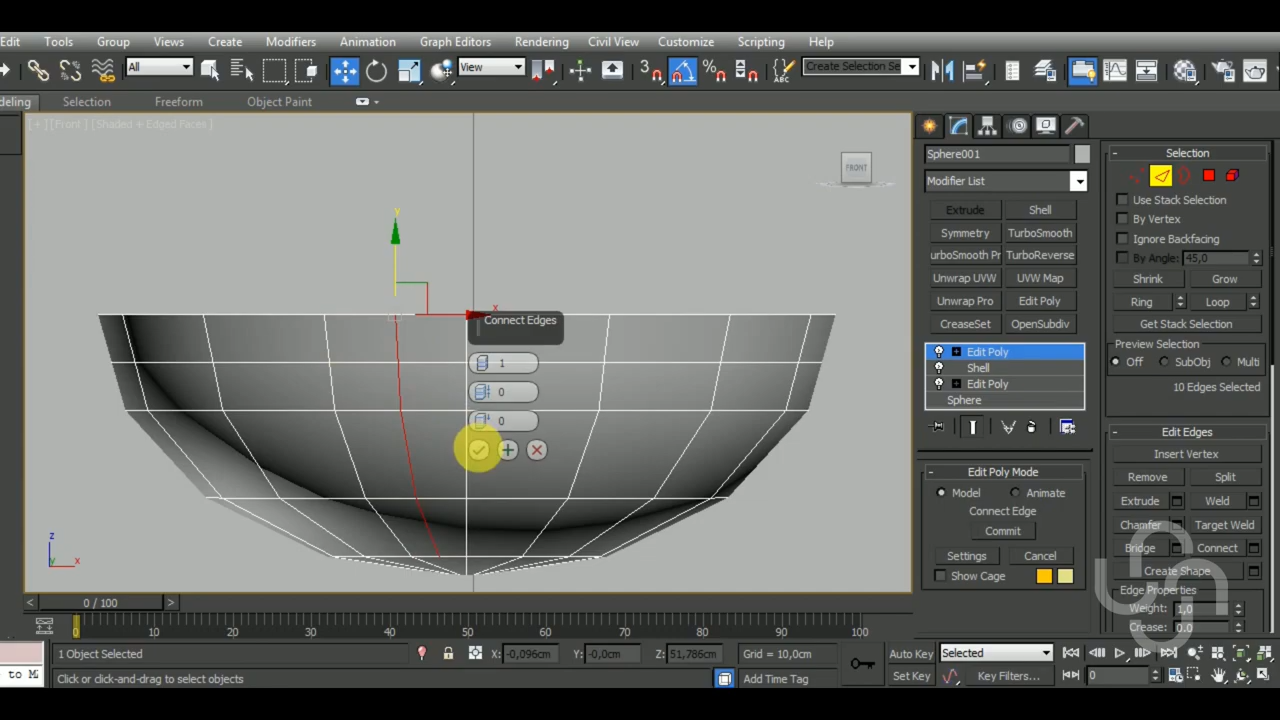 Edit Tools Group Views Create Modifiers Animation Graph Editors Rendering Civil View Customize Scripting Help
All View 3 % ABC Create Selection Se
deling Selection Freeform Object Paint
[ + ] [ Front ] [ Shaded + Edged Faces ]
FRONT
y
x
Connect Edges
1
0
0
z
y x
Sphere001
Modifier List
Extrude Shell
Symmetry TurboSmooth
urboSmooth Pr TurboReverse
Unwrap UVW UVW Map
Unwrap Pro Edit Poly
CreaseSet OpenSubdiv
Edit Poly
Shell
Edit Poly
Sphere
- Edit Poly Mode
Model Animate
Connect Edge
Commit
Settings Cancel
Show Cage
- Selection
Use Stack Selection
By Vertex
Ignore Backfacing
By Angle: 45,0
Shrink Grow
Ring Loop
Get Stack Selection
Preview Selection
Off SubObj Multi
10 Edges Selected
- Edit Edges
Insert Vertex
Remove Split
Extrude Weld
Chamfer Target Weld
Bridge Connect
Create Shape
Edge Properties
Weight: 1,0
Crease: 0,0
< 0 / 100 >
0 10 20 30 40 50 60 70 80 90 100
1 Object Selected X: -0,096cm Y: -0,0cm Z: 51,786cm Grid = 10,0cm Auto Key Selected
to M Click or click-and-drag to select objects Add Time Tag Set Key Key Filters... 0